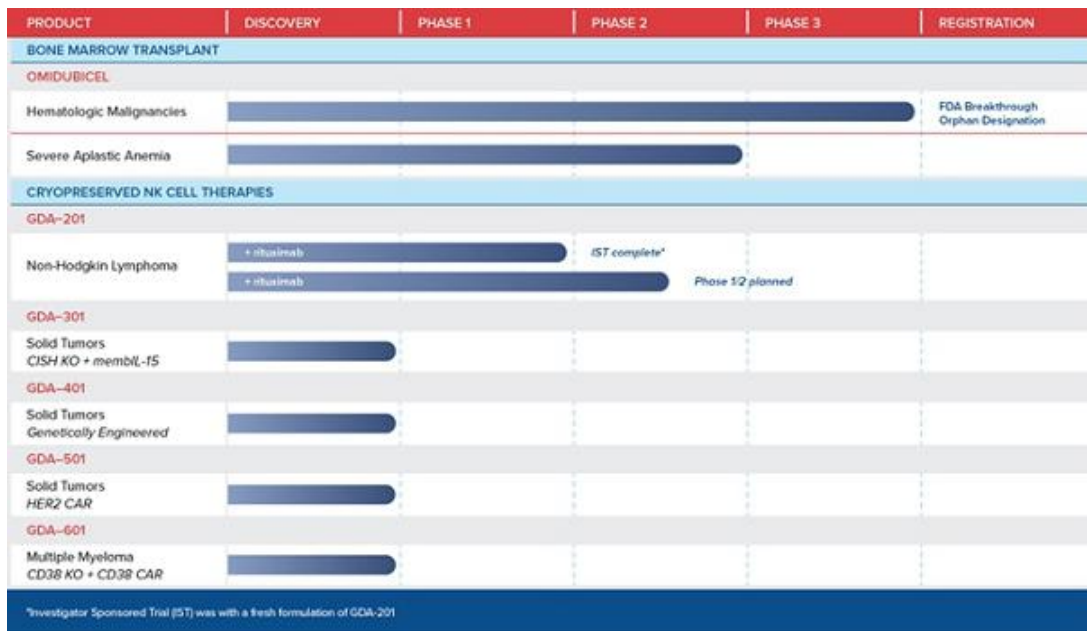 PRODUCT DISCOVERY PHASE 1 PHASE 2 PHASE 3 REGISTRATION
BONE MARROW TRANSPLANT
OMIDUBICEL
Hematologic Malignancies
FDA Breakthrough
Orphan Designation
Severe Aplastic Anemia
CRYOPRESERVED NK CELL THERAPIES
GDA–201
Non-Hodgkin Lymphoma
+ rituximab IST complete*
+ rituximab Phase 1/2 planned
GDA–301
Solid Tumors
CISH KO + membIL-15
GDA–401
Solid Tumors
Genetically Engineered
GDA–501
Solid Tumors
HER2 CAR
GDA–601
Multiple Myeloma
CD38 KO + CD38 CAR
*Investigator Sponsored Trial (IST) was with a fresh formulation of GDA-201